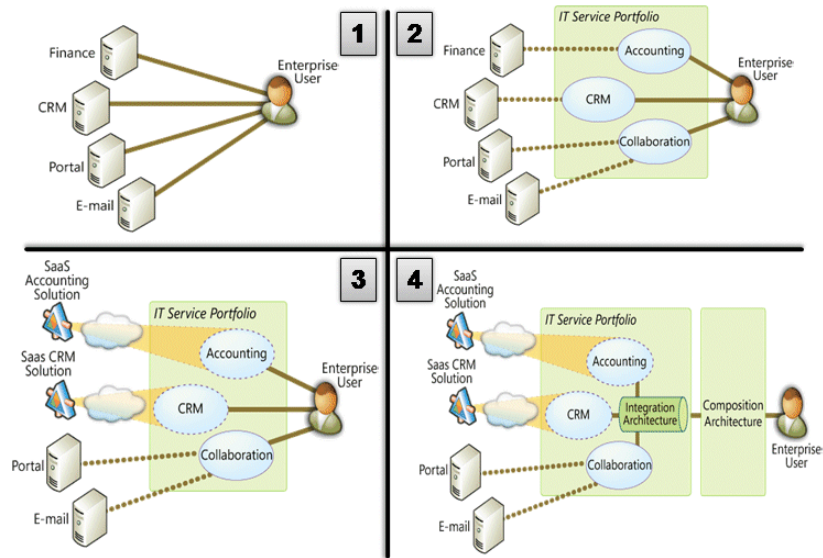 1
Finance
Enterprise
User
CRM
Portal
E-mail
2
IT Service Portfolio
Finance
Accounting
Enterprise
User
CRM
CRM
Collaboration
Portal
E-mail
3
SaaS
Accounting
Solution
IT Service Portfolio
Accounting
Saas CRM
Solution
Enterprise
User
CRM
Collaboration
Portal
E-mail
4
SaaS
Accounting
Solution
IT Service Portfolio
Accounting
Saas CRM
Solution
CRM
Integration
Architecture
Composition
Architecture
Enterprise
User
Collaboration
Portal
E-mail